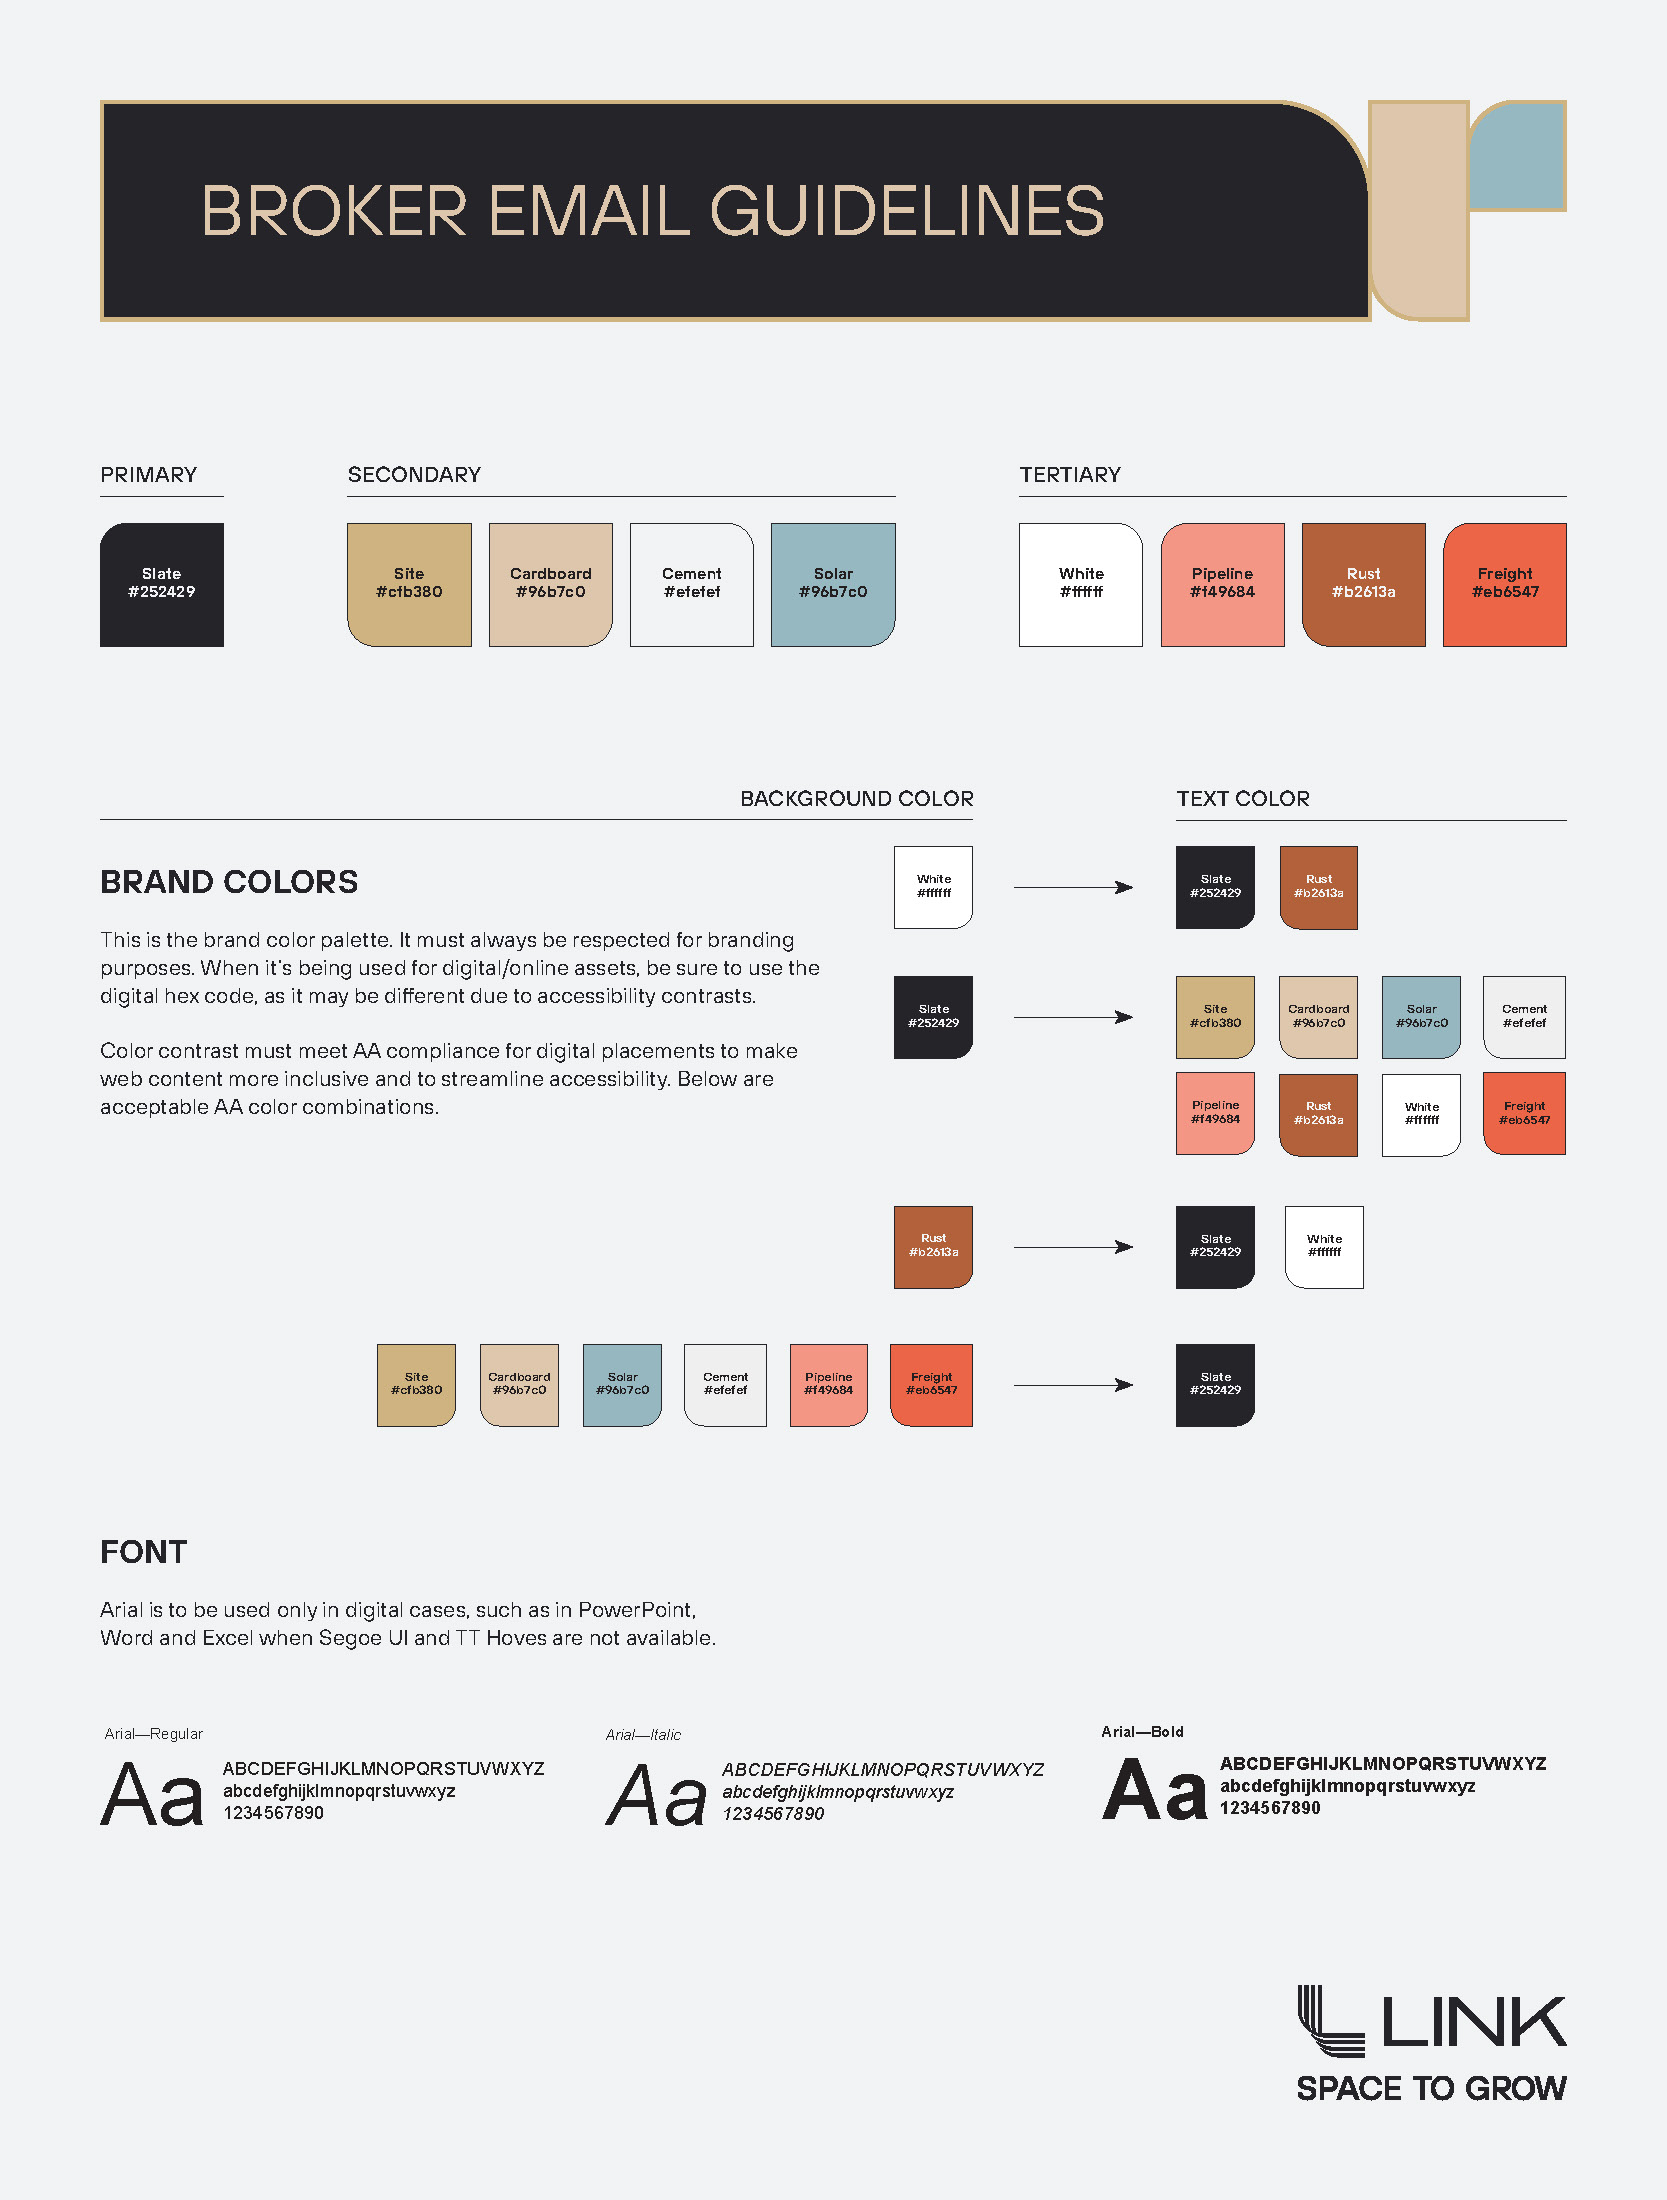 BROKER EMAIL GUIDELINES
PRIMARY
SECONDARY
TERTIARY
Slate
#252429
Site
#cfb380
Cardboard
#96b7c0
Cement
#efefef
Solar
#96b7c0
White
#ffffff
Pipeline
#f49684
Rust
#b2613a
Freight
#eb6547
BACKGROUND COLOR
TEXT COLOR
BRAND COLORS
This is the brand color palette. It must always be respected for branding
purposes. When it's being used for digital/online assets, be sure to use the
digital hex code, as it may be different due to accessibility contrasts.
Color contrast must meet AA compliance for digital placements to make
web content more inclusive and to streamline accessibility. Below are
acceptable AA color combinations.
White
#ffffff
Slate
#252429
Rust
#b2613a
Slate
#252429
Site
#cfb380
Cardboard
#96b7c0
Solar
#96b7c0
Cement
#efefef
Pipeline
#f49684
Rust
#b2613a
White
#ffffff
Freight
#eb6547
Rust
#b2613a
Slate
#252429
White
#ffffff
Site
#cfb380
Cardboard
#96b7c0
Solar
#96b7c0
Cement
#efefef
Pipeline
#f49684
Freight
#eb6547
Slate
#252429
FONT
Arial is to be used only in digital cases, such as in PowerPoint,
Word and Excel when Segoe UI and TT Hoves are not available.
Arial—Regular
Aa
ABCDEFGHIJKLMNOPQRSTUVWXYZ
abcdefghijklmnopqrstuvwxyz
1234567890
Arial—Italic
Aa
ABCDEFGHIJKLMNOPQRSTUVWXYZ
abcdefghijklmnopqrstuvwxyz
1234567890
Arial—Bold
Aa
ABCDEFGHIJKLMNOPQRSTUVWXYZ
abcdefghijklmnopqrstuvwxyz
1234567890
LINK
SPACE TO GROW